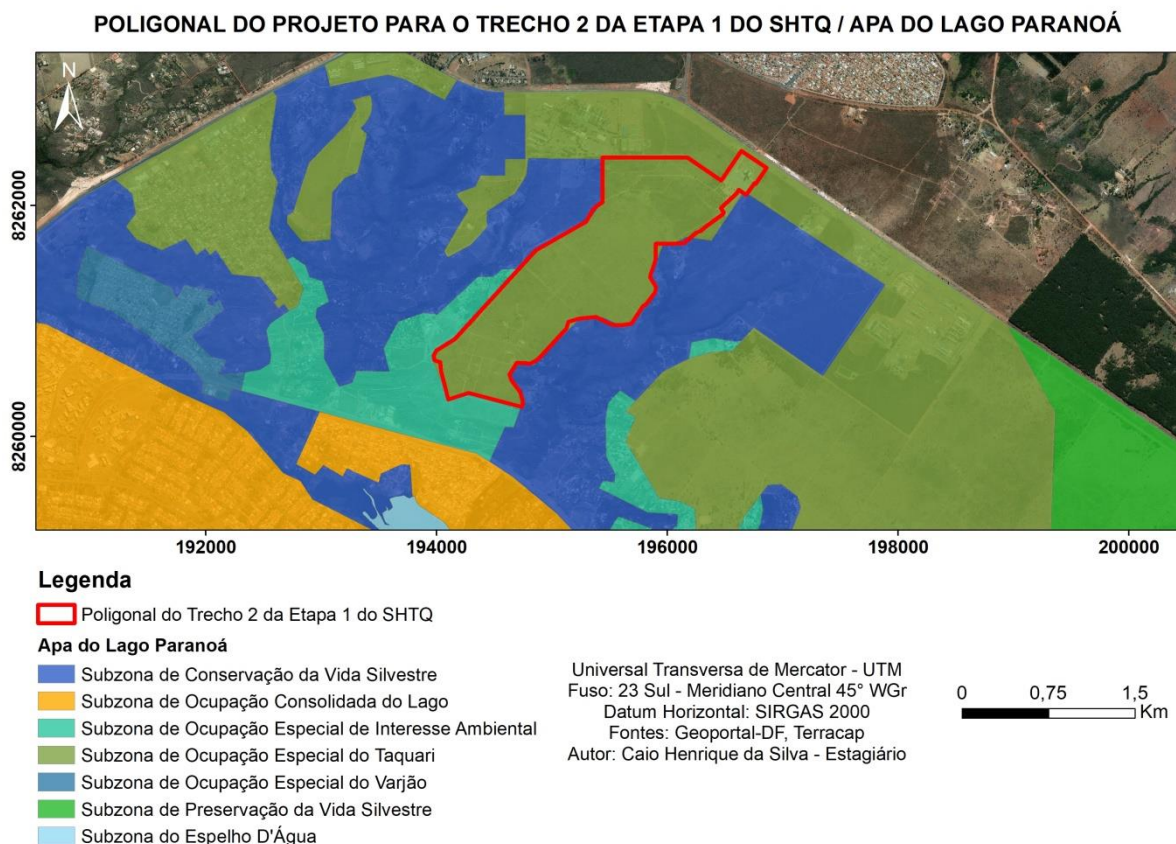 POLIGONAL DO PROJETO PARA O TRECHO 2 DA ETAPA 1 DO SHTQ / APA DO LAGO PARANOÁ
N
8262000
8260000
192000
194000
196000
198000
200000
Legenda
Poligonal do Trecho 2 da Etapa 1 do SHTQ
Apa do Lago Paranoá
Subzona de Conservação da Vida Silvestre
Subzona de Ocupação Consolidada do Lago
Subzona de Ocupação Especial de Interesse Ambiental
Subzona de Ocupação Especial do Taquari
Subzona de Ocupação Especial do Varjão
Subzona de Preservação da Vida Silvestre
Subzona do Espelho D'Água
Universal Transversa de Mercator - UTM
Fuso: 23 Sul - Meridiano Central 45° WGr
Datum Horizontal: SIRGAS 2000
Fontes: Geoportal-DF, Terracap
Autor: Caio Henrique da Silva - Estagiário
0 0,75 1,5
Km